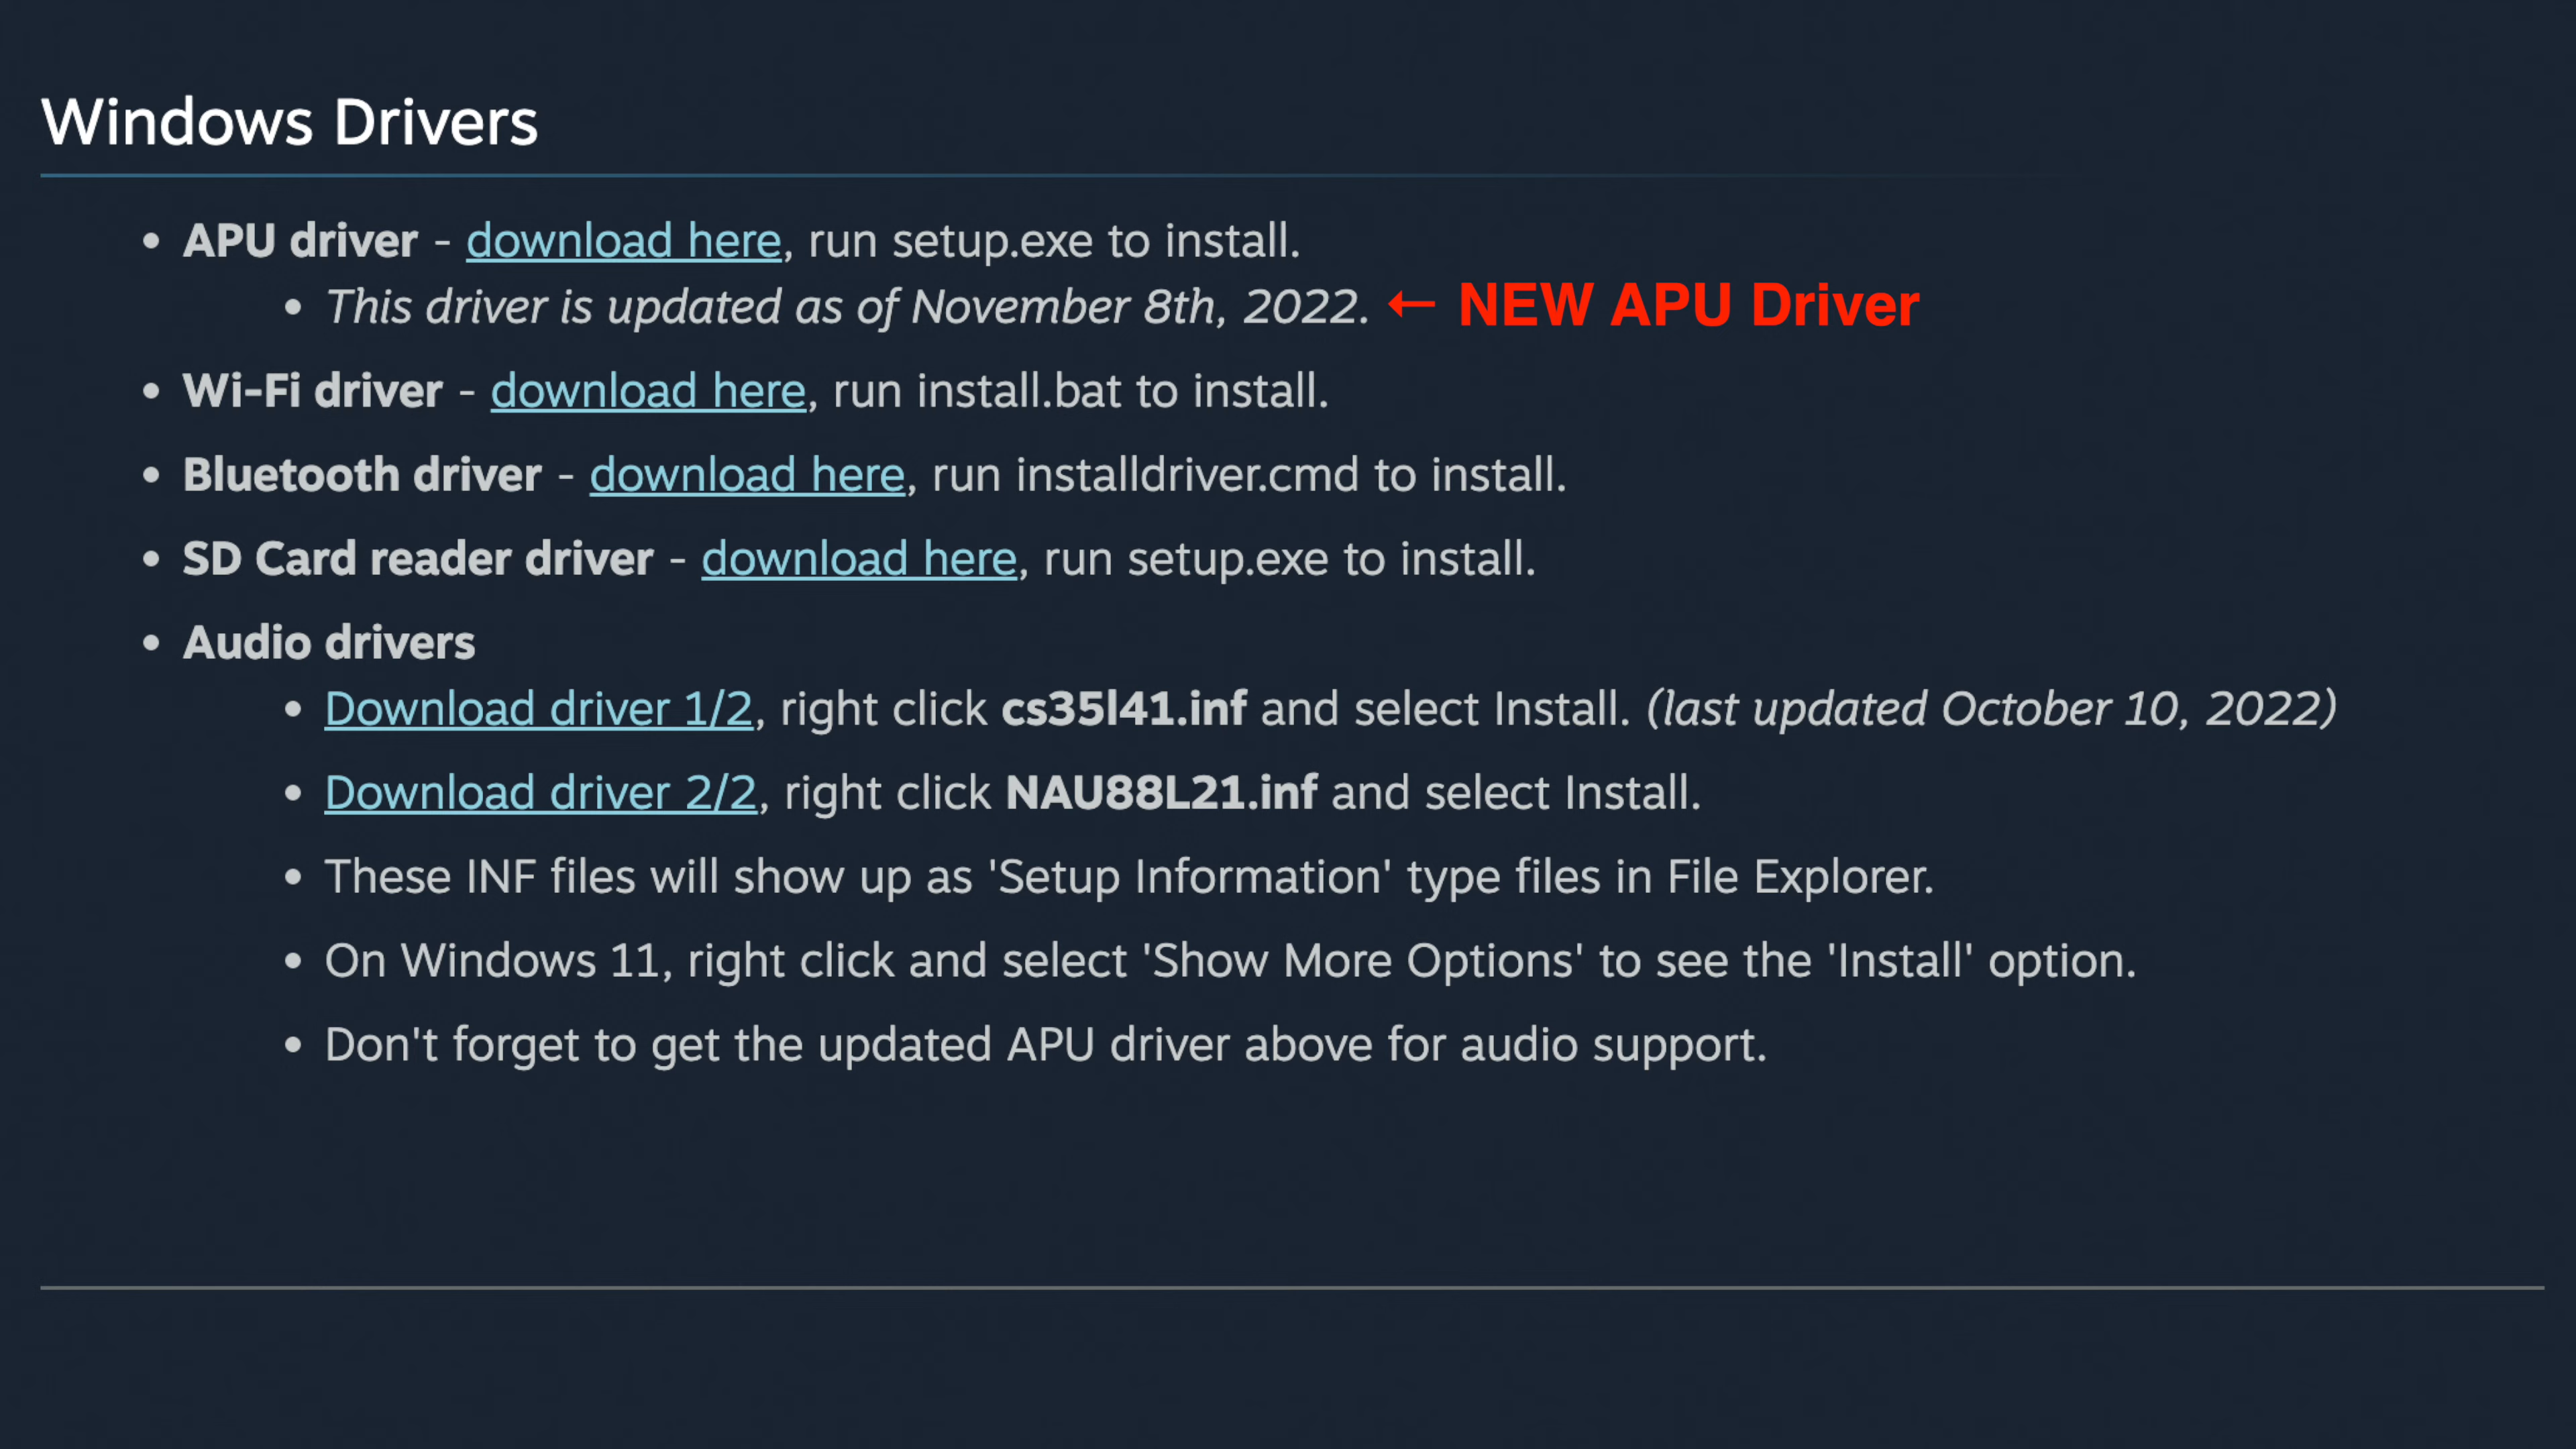 Windows Drivers
• APU driver - download here, run setup.exe to install.
• This driver is updated as of November 8th, 2022. ← NEW APU Driver
• Wi-Fi driver - download here, run install.bat to install.
• Bluetooth driver - download here, run installdriver.cmd to install.
• SD Card reader driver - download here, run setup.exe to install.
• Audio drivers
• Download driver 1/2, right click cs35l41.inf and select Install. (last updated October 10, 2022)
• Download driver 2/2, right click NAU88L21.inf and select Install.
• These INF files will show up as 'Setup Information' type files in File Explorer.
• On Windows 11, right click and select 'Show More Options' to see the 'Install' option.
• Don't forget to get the updated APU driver above for audio support.